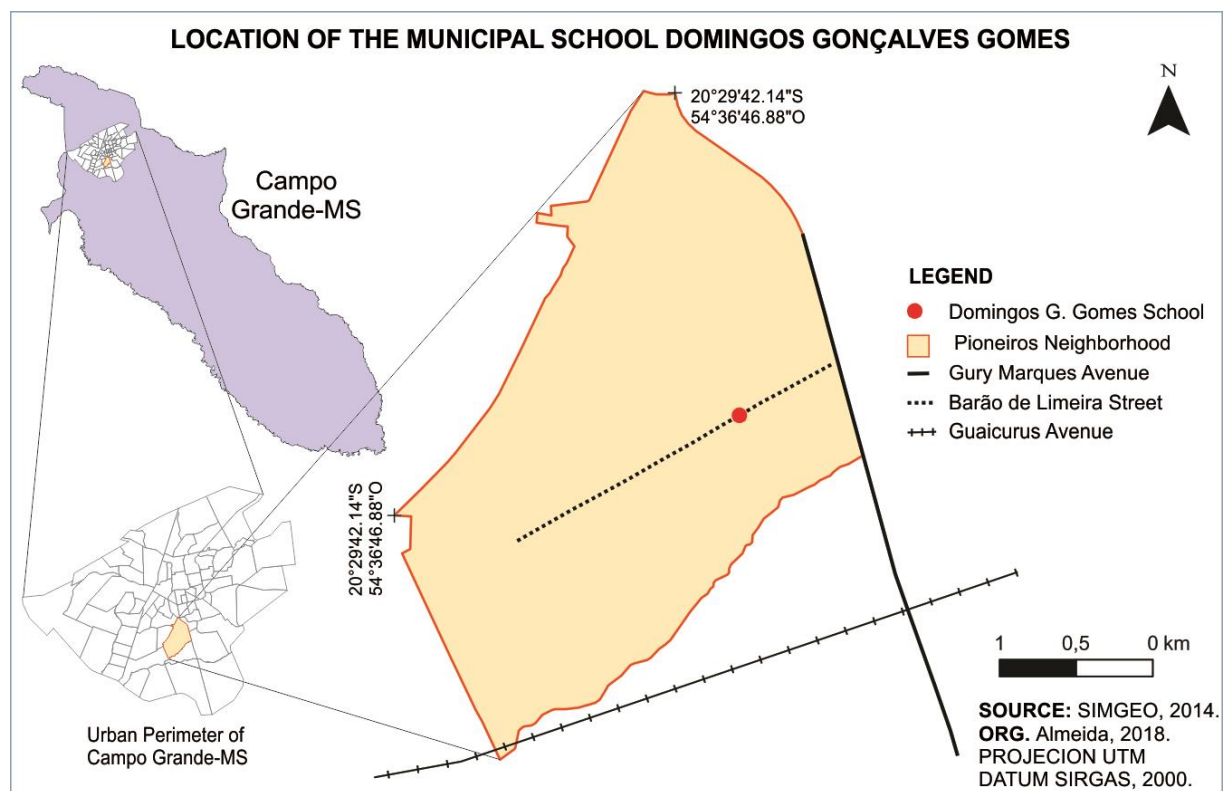 LOCATION OF THE MUNICIPAL SCHOOL DOMINGOS GONÇALVES GOMES
N
20°29'42.14"S
54°36'46.88"O
Campo
Grande-MS
LEGEND
Domingos G. Gomes School
Pioneiros Neighborhood
Gury Marques Avenue
Barão de Limeira Street
Guaicurus Avenue
20°29'42.14"S
54°36'46.88"O
1 0,5 0 km
Urban Perimeter of
Campo Grande-MS
SOURCE: SIMGEO, 2014.
ORG. Almeida, 2018.
PROJECION UTM
DATUM SIRGAS, 2000.